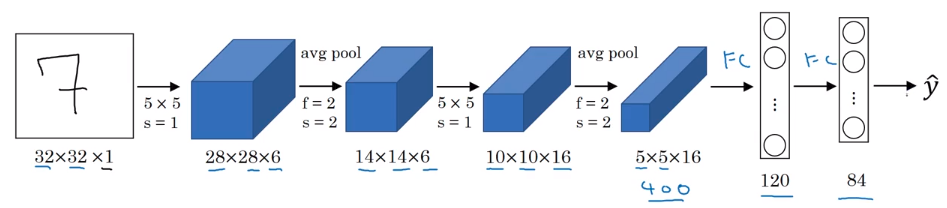 7
5 × 5
s = 1
28×28×6
32×32×1
avg pool
f = 2
s = 2
14×14×6
5 × 5
s = 1
10×10×16
avg pool
f = 2
s = 2
5×5×16
400
FC
⋮
120
FC
⋮
84
ŷ